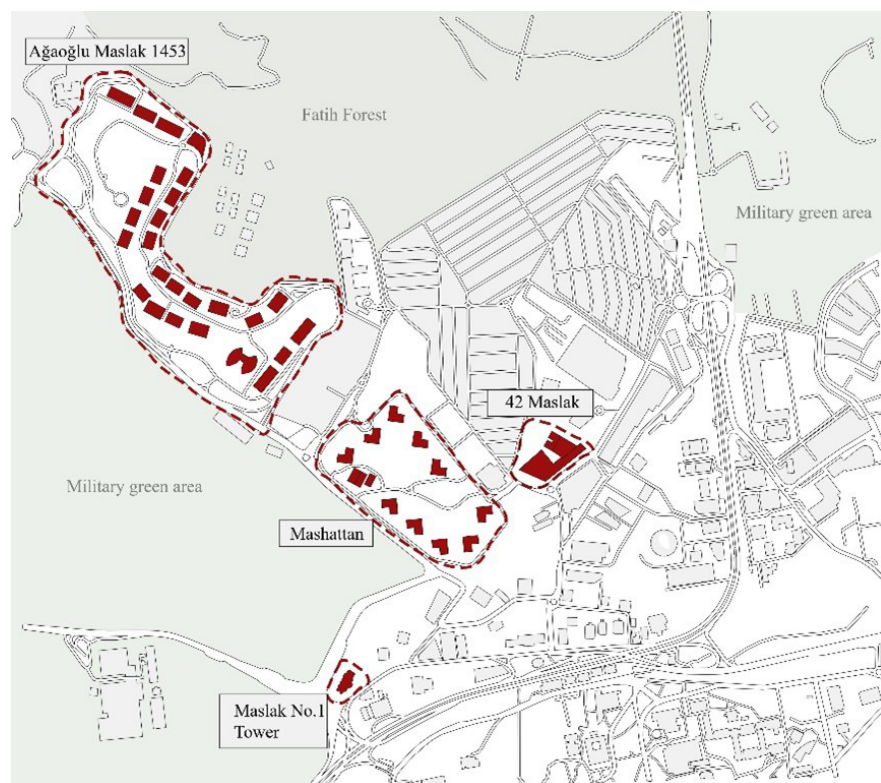 Ağaoğlu Maslak 1453
Fatih Forest
Military green area
42 Maslak
Military green area
Mashattan
Maslak No.1
Tower